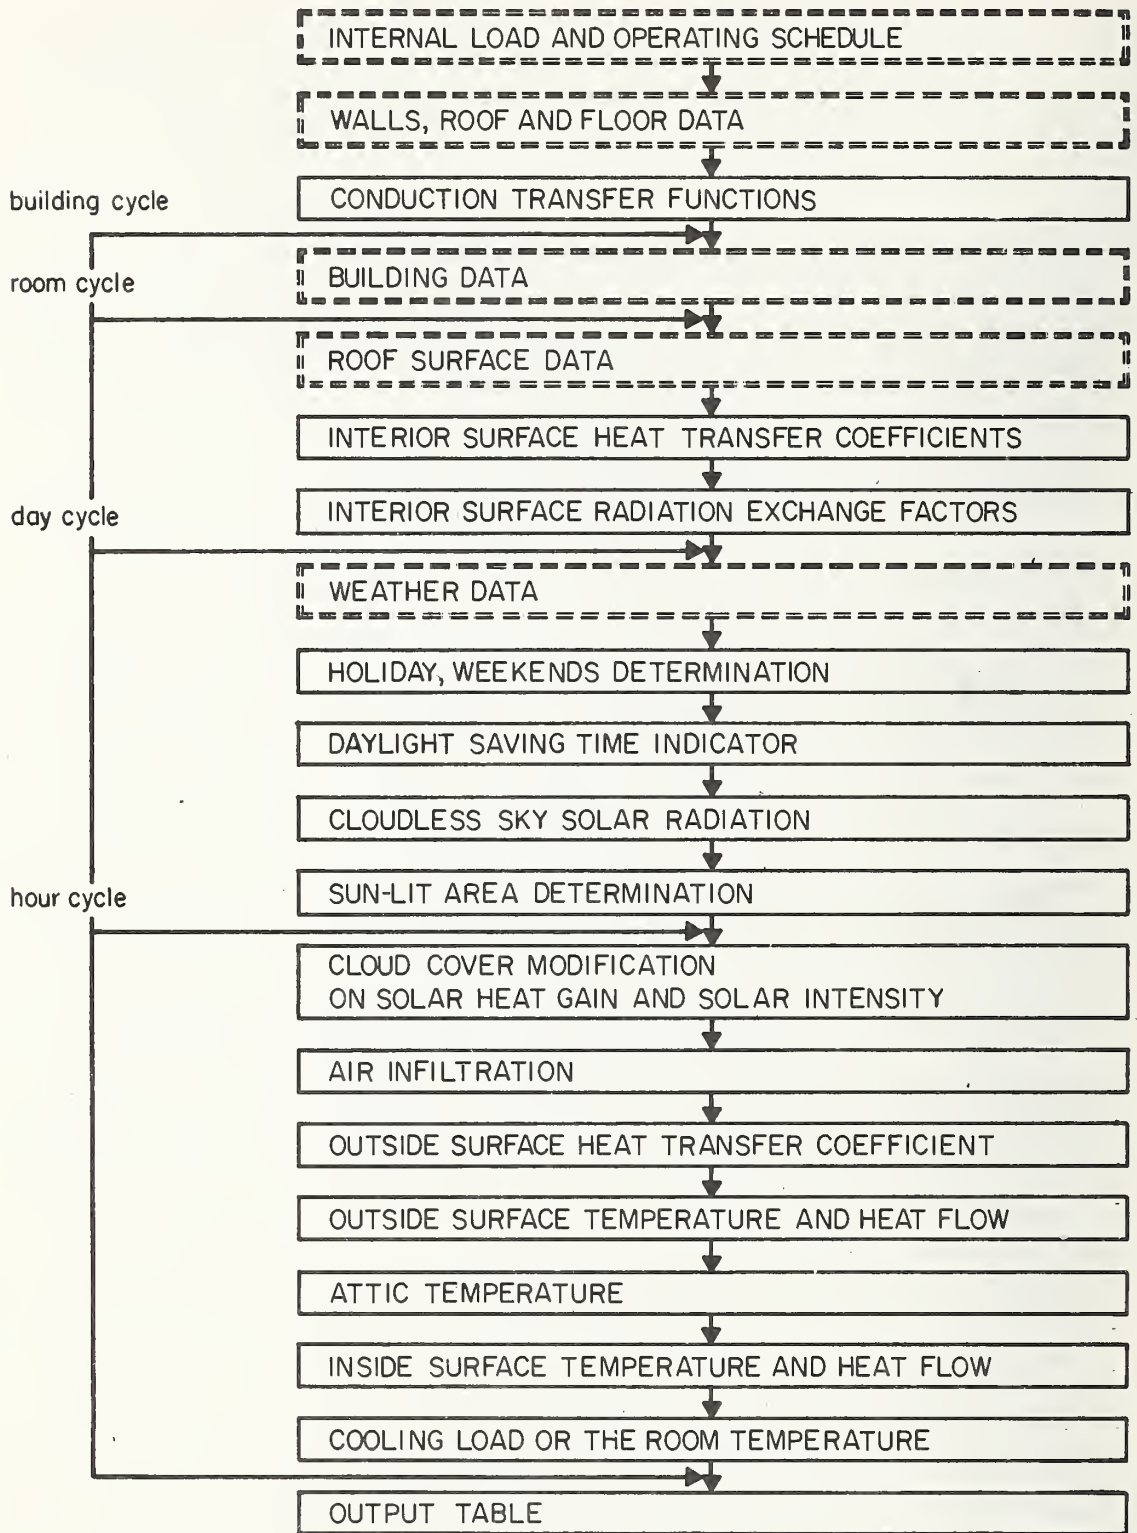 INTERNAL LOAD AND OPERATING SCHEDULE
WALLS, ROOF AND FLOOR DATA
building cycle
CONDUCTION TRANSFER FUNCTIONS
room cycle
BUILDING DATA
ROOF SURFACE DATA
INTERIOR SURFACE HEAT TRANSFER COEFFICIENTS
day cycle
INTERIOR SURFACE RADIATION EXCHANGE FACTORS
WEATHER DATA
HOLIDAY, WEEKENDS DETERMINATION
DAYLIGHT SAVING TIME INDICATOR
CLOUDLESS SKY SOLAR RADIATION
hour cycle
SUN-LIT AREA DETERMINATION
CLOUD COVER MODIFICATION
ON SOLAR HEAT GAIN AND SOLAR INTENSITY
AIR INFILTRATION
OUTSIDE SURFACE HEAT TRANSFER COEFFICIENT
OUTSIDE SURFACE TEMPERATURE AND HEAT FLOW
ATTIC TEMPERATURE
INSIDE SURFACE TEMPERATURE AND HEAT FLOW
COOLING LOAD OR THE ROOM TEMPERATURE
OUTPUT TABLE